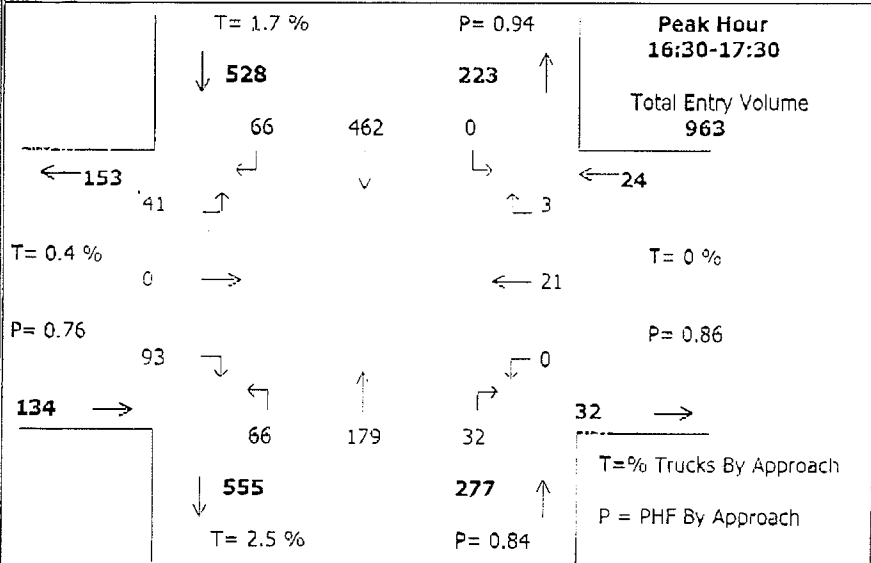 T= 1.7 % P= 0.94 Peak Hour
16:30-17:30
528 223
Total Entry Volume
66 462 0 963
153 24
41 3
T= 0.4 % T= 0 %
0 21
P= 0.76 P= 0.86
93 0
134 32
66 179 32
T=% Trucks By Approach
555 277
P = PHF By Approach
T= 2.5 % P= 0.84